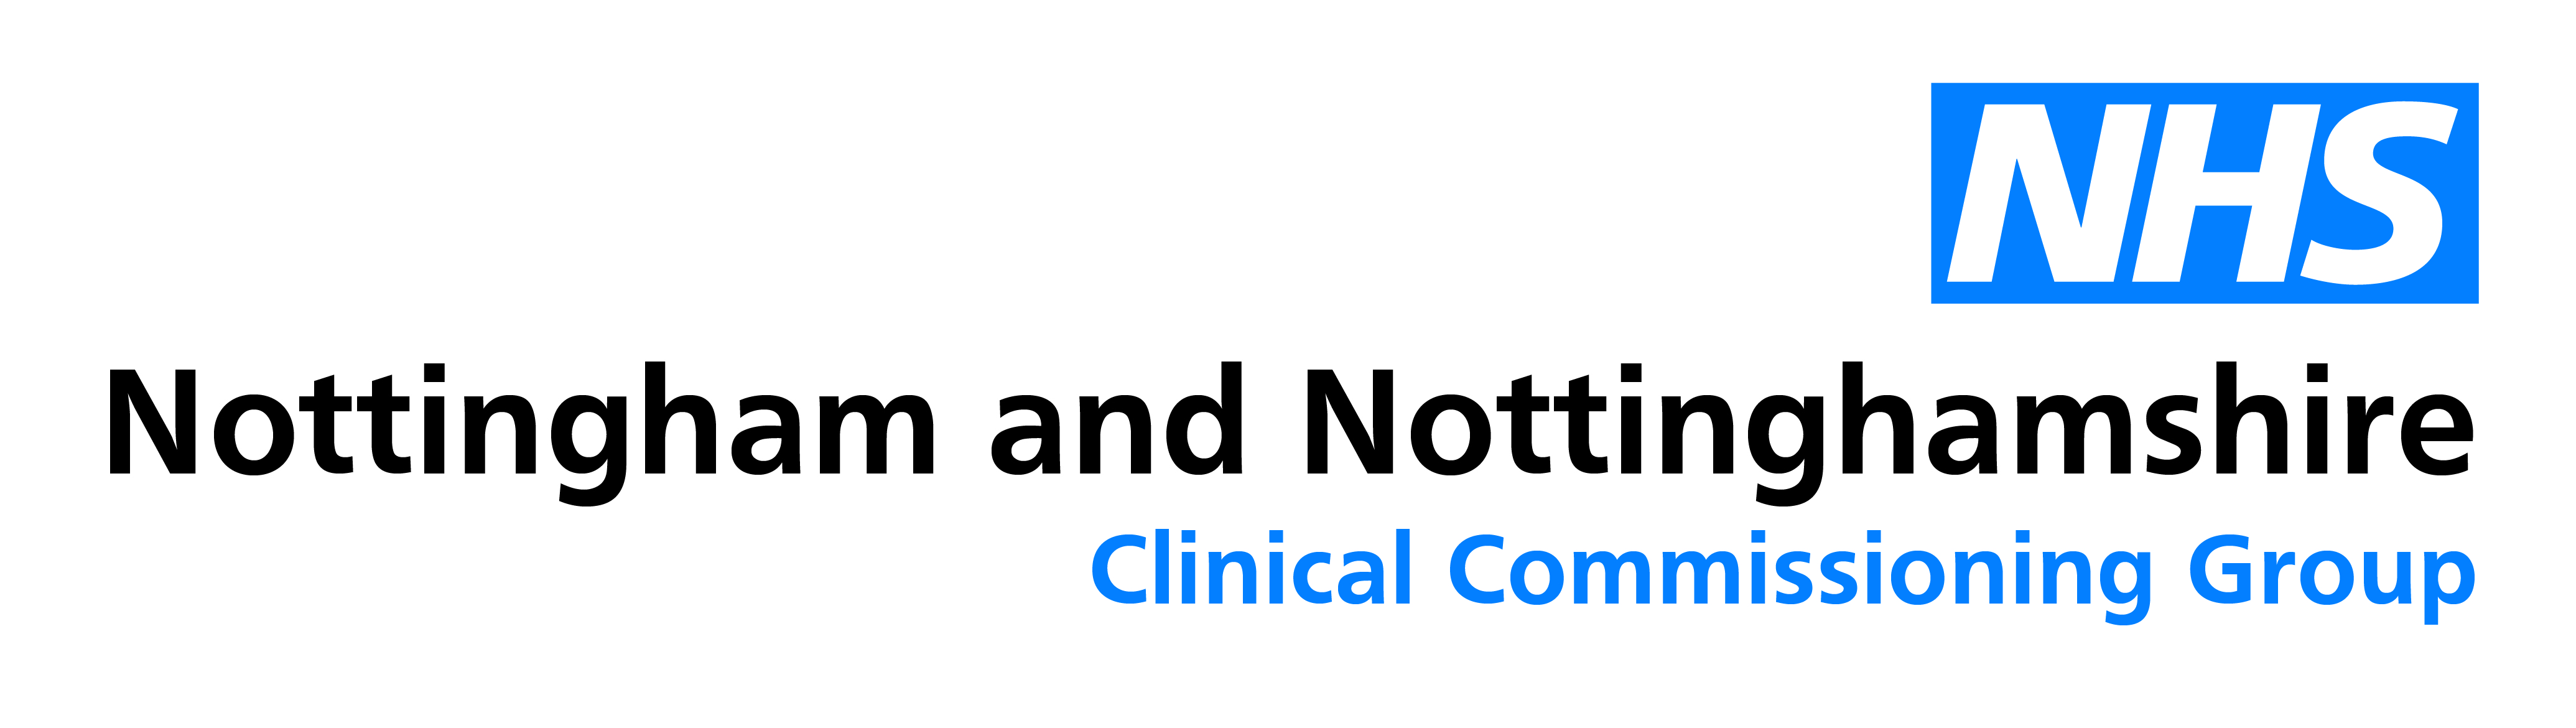 NHS
Nottingham and Nottinghamshire
Clinical Commissioning Group